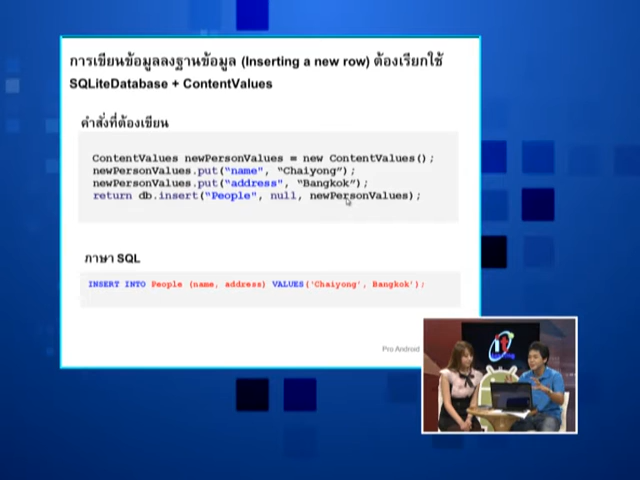 การเขียนข้อมูลลงฐานข้อมูล (Inserting a new row) ต้องเรียกใช้
SQLiteDatabase + ContentValues
คำสั่งที่ต้องเขียน
ContentValues newPersonValues = new ContentValues();
newPersonValues.put("name", "Chaiyong");
newPersonValues.put("address", "Bangkok");
return db.insert("People", null, newPersonValues);
ภาษา SQL
INSERT INTO People (name, address) VALUES('Chaiyong', Bangkok');
Pro Android
it